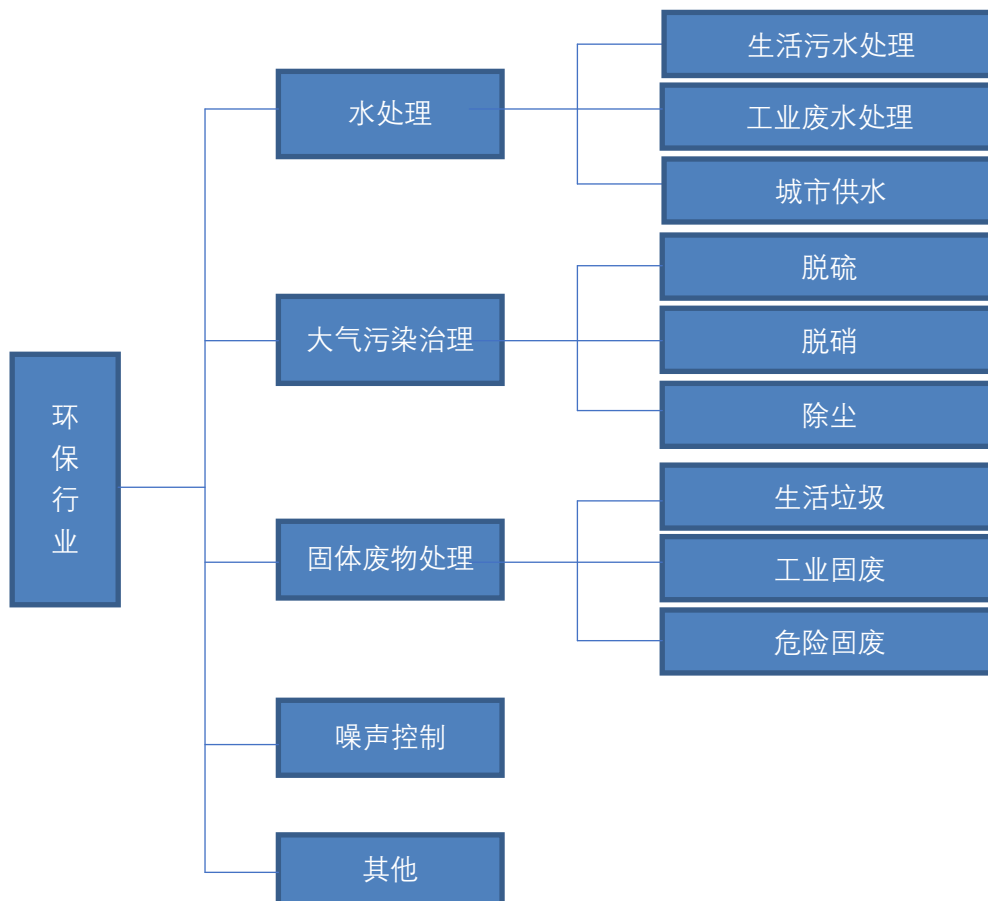 环
保
行
业
水处理
生活污水处理
工业废水处理
城市供水
大气污染治理
脱硫
脱硝
除尘
固体废物处理
生活垃圾
工业固废
危险固废
噪声控制
其他